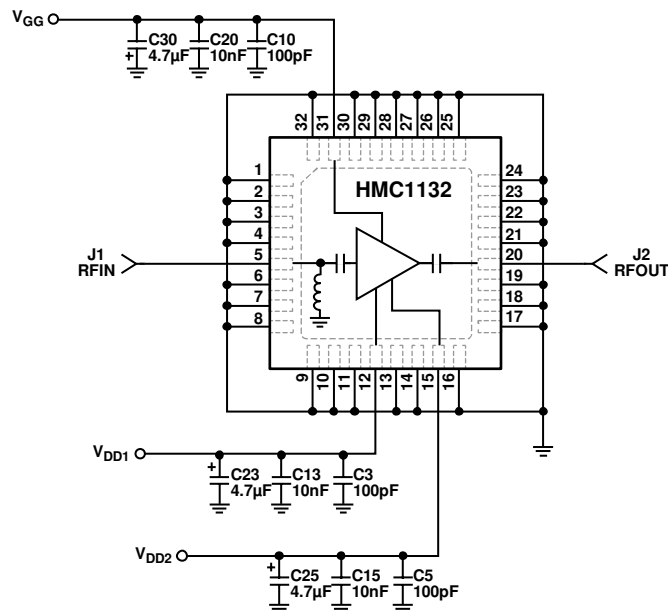 VGG
C30
4.7µF
+
C20
10nF
C10
100pF
32
31
30
29
28
27
26
25
HMC1132
1
2
3
4
5
6
7
8
24
23
22
21
20
19
18
17
J1
RFIN
J2
RFOUT
9
10
11
12
13
14
15
16
VDD1
+
C23
4.7µF
C13
10nF
C3
100pF
VDD2
+
C25
4.7µF
C15
10nF
C5
100pF